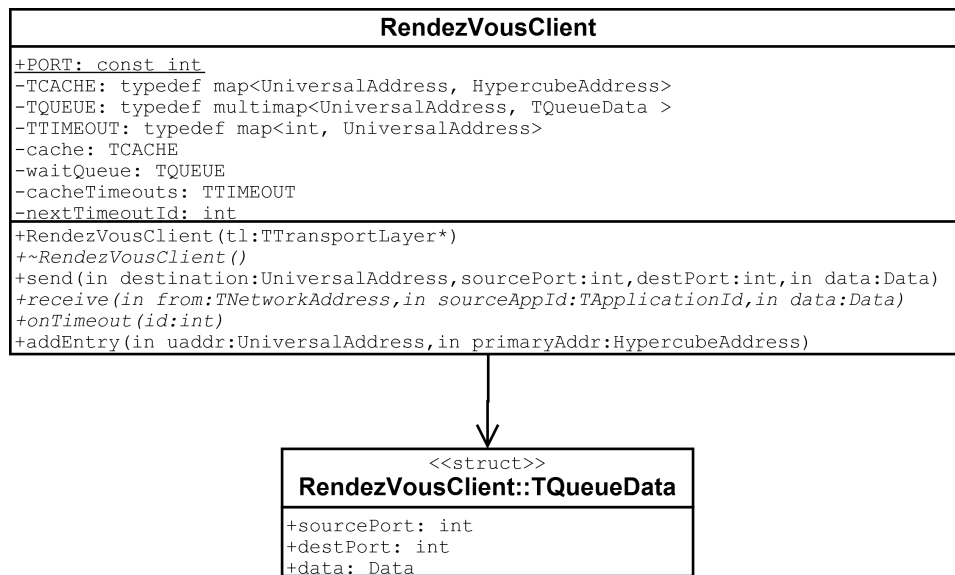 RendezVousClient
+PORT: const int
-TCACHE: typedef map<UniversalAddress, HypercubeAddress>
-TQUEUE: typedef multimap<UniversalAddress, TQueueData >
-TTIMEOUT: typedef map<int, UniversalAddress>
-cache: TCACHE
-waitQueue: TQUEUE
-cacheTimeouts: TTIMEOUT
-nextTimeoutId: int
+RendezVousClient(tl:TTransportLayer*)
+~RendezVousClient()
+send(in destination:UniversalAddress,sourcePort:int,destPort:int,in data:Data)
+receive(in from:TNetworkAddress,in sourceAppId:TApplicationId,in data:Data)
+onTimeout(id:int)
+addEntry(in uaddr:UniversalAddress,in primaryAddr:HypercubeAddress)
<<struct>>
RendezVousClient::TQueueData
+sourcePort: int
+destPort: int
+data: Data